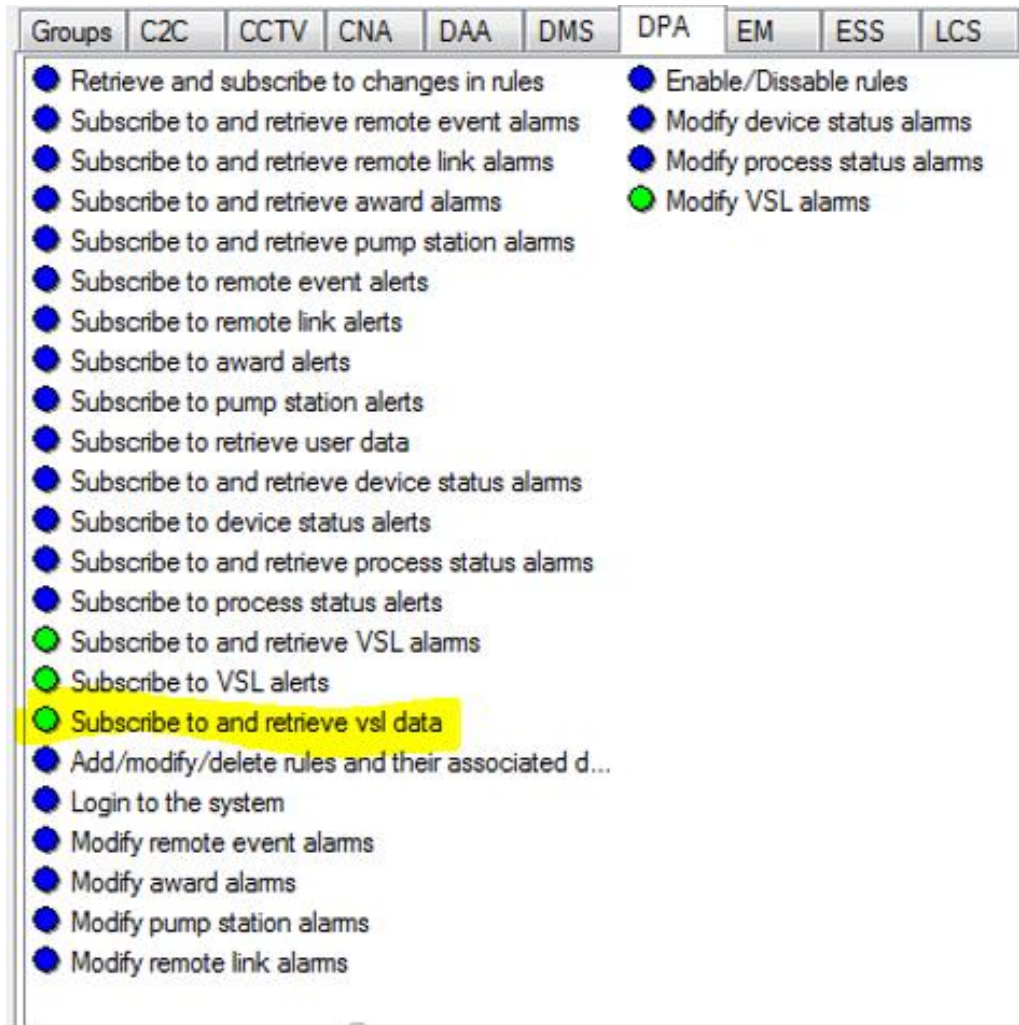 Groups C2C CCTV CNA DAA DMS DPA EM ESS LCS
Retrieve and subscribe to changes in rules
Subscribe to and retrieve remote event alarms
Subscribe to and retrieve remote link alarms
Subscribe to and retrieve award alarms
Subscribe to and retrieve pump station alarms
Subscribe to remote event alerts
Subscribe to remote link alerts
Subscribe to award alerts
Subscribe to pump station alerts
Subscribe to retrieve user data
Subscribe to and retrieve device status alarms
Subscribe to device status alerts
Subscribe to and retrieve process status alarms
Subscribe to process status alerts
Subscribe to and retrieve VSL alarms
Subscribe to VSL alerts
Subscribe to and retrieve vsl data
Add/modify/delete rules and their associated d...
Login to the system
Modify remote event alarms
Modify award alarms
Modify pump station alarms
Modify remote link alarms
Enable/Dissable rules
Modify device status alarms
Modify process status alarms
Modify VSL alarms